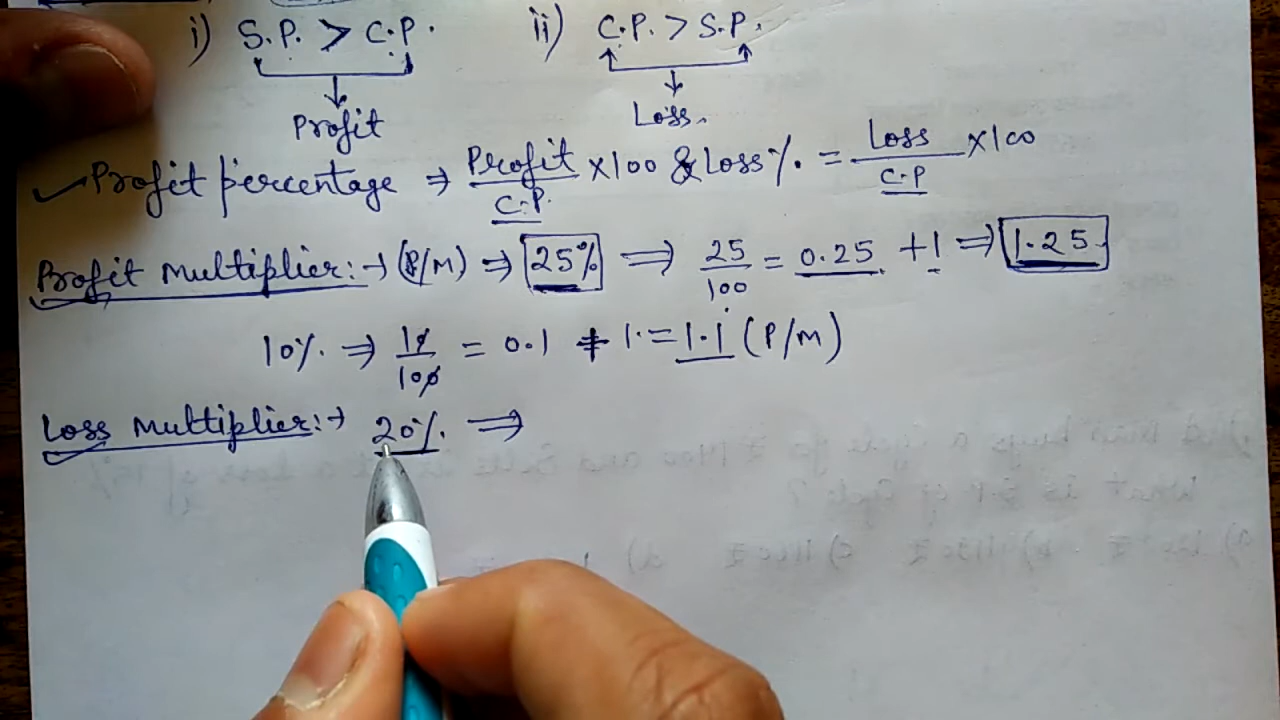 i) S.P. > C.P. ii) C.P. > S.P.
Profit Loss.
Profit percentage ⇒ Profit/C.P. ×100 & Loss% = Loss/C.P ×100
Profit Multiplier:→ (P/M) ⇒ 25% ⇒ 25/100 = 0.25 +1 ⇒ 1.25
10% ⇒ 10/100 = 0.1 + 1. = 1.1 (P/M)
Loss Multiplier:→ 20% ⇒